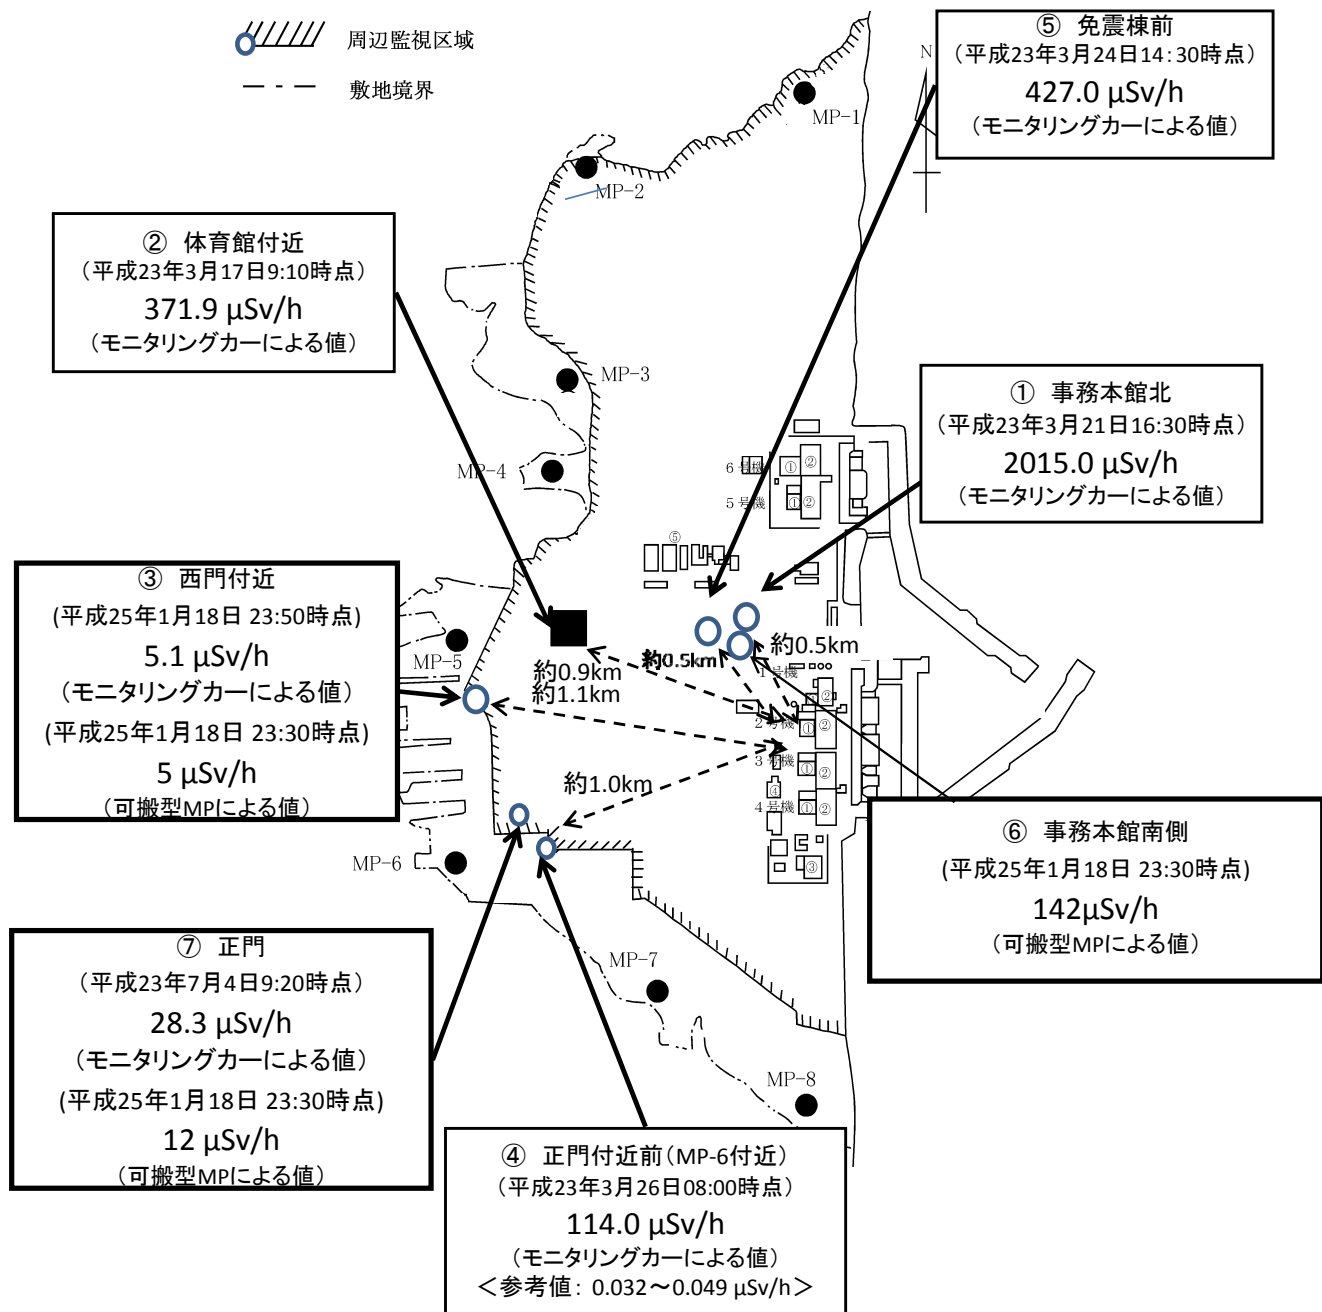 周辺監視区域
敷地境界
⑤ 免震棟前
（平成23年3月24日14：30時点）
427.0 µSv/h
（モニタリングカーによる値）
N
MP-1
MP-2
② 体育館付近
（平成23年3月17日9:10時点）
371.9 µSv/h
（モニタリングカーによる値）
MP-3
MP-4
① 事務本館北
（平成23年3月21日16:30時点）
2015.0 µSv/h
（モニタリングカーによる値）
6号機
① ②
5号機
① ②
⑤
③ 西門付近
(平成25年1月18日 23:50時点)
5.1 µSv/h
（モニタリングカーによる値）
(平成25年1月18日 23:30時点)
5 µSv/h
（可搬型MPによる値）
MP-5
約0.9km
約1.1km
約0.5km
約0.5km
1号機
②
2号機
① ②
3号機
① ②
④
4号機
① ②
③
約1.0km
MP-6
⑥ 事務本館南側
(平成25年1月18日 23:30時点)
142µSv/h
（可搬型MPによる値）
⑦ 正門
（平成23年7月4日9:20時点）
28.3 µSv/h
（モニタリングカーによる値）
(平成25年1月18日 23:30時点)
12 µSv/h
（可搬型MPによる値）
MP-7
MP-8
④ 正門付近前（MP-6付近）
（平成23年3月26日08:00時点）
114.0 µSv/h
（モニタリングカーによる値）
＜参考値： 0.032～0.049 µSv/h＞